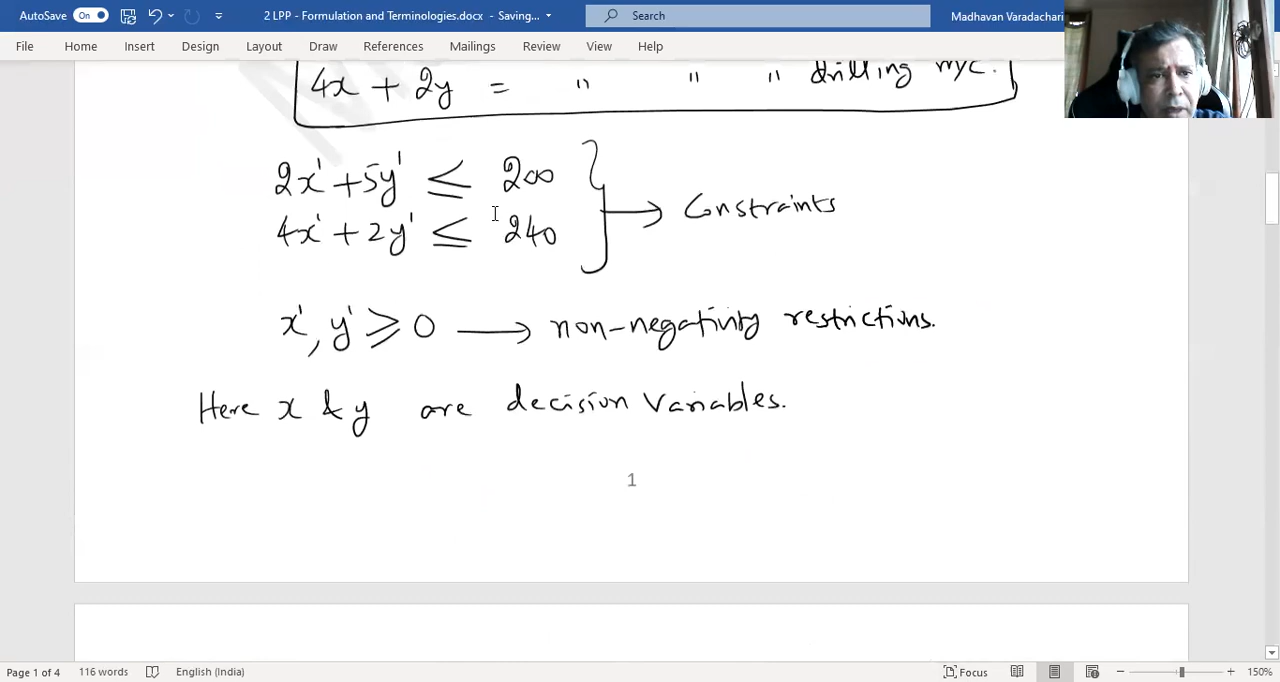 AutoSave On 2 LPP - Formulation and Terminologies.docx - Saving... Search Madhavan Varadachari
File Home Insert Design Layout Draw References Mailings Review View Help
4x + 2y = " " " drilling m/c.
2x' + 5y' ≤ 200
4x' + 2y' ≤ 240
Constraints
x', y' ≥ 0 → non-negativity restrictions.
Here x & y are decision variables.
1
Page 1 of 4 116 words English (India) Focus 150%